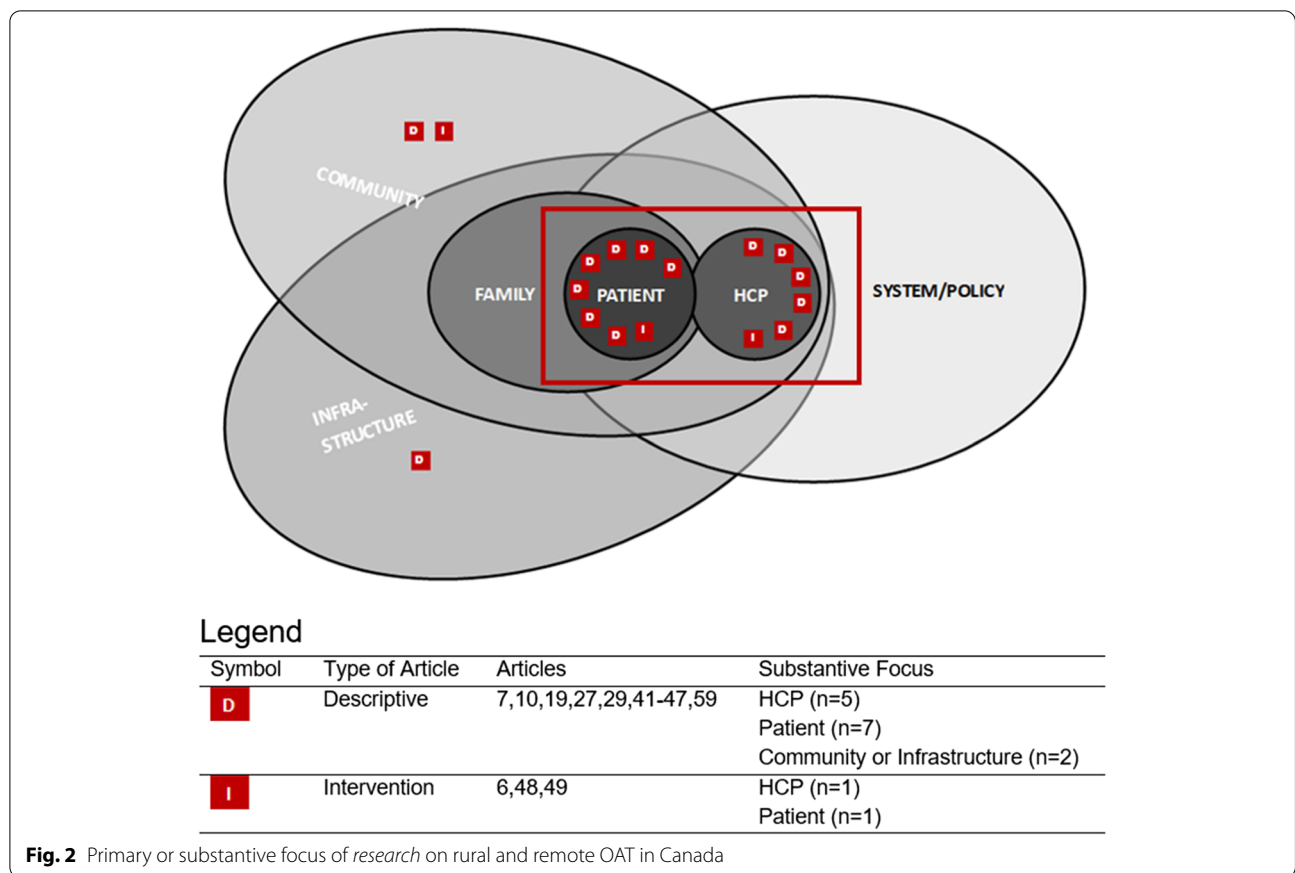 D I
COMMUNITY
D D
D D
D
D
D I
FAMILY
PATIENT
D
D
D
D
D
I
HCP
SYSTEM/POLICY
INFRA-
STRUCTURE
D
Legend
Symbol Type of Article Articles Substantive Focus
D Descriptive 7,10,19,27,29,41-47,59 HCP (n=5)
Patient (n=7)
Community or Infrastructure (n=2)
I Intervention 6,48,49 HCP (n=1)
Patient (n=1)
Fig. 2 Primary or substantive focus of research on rural and remote OAT in Canada